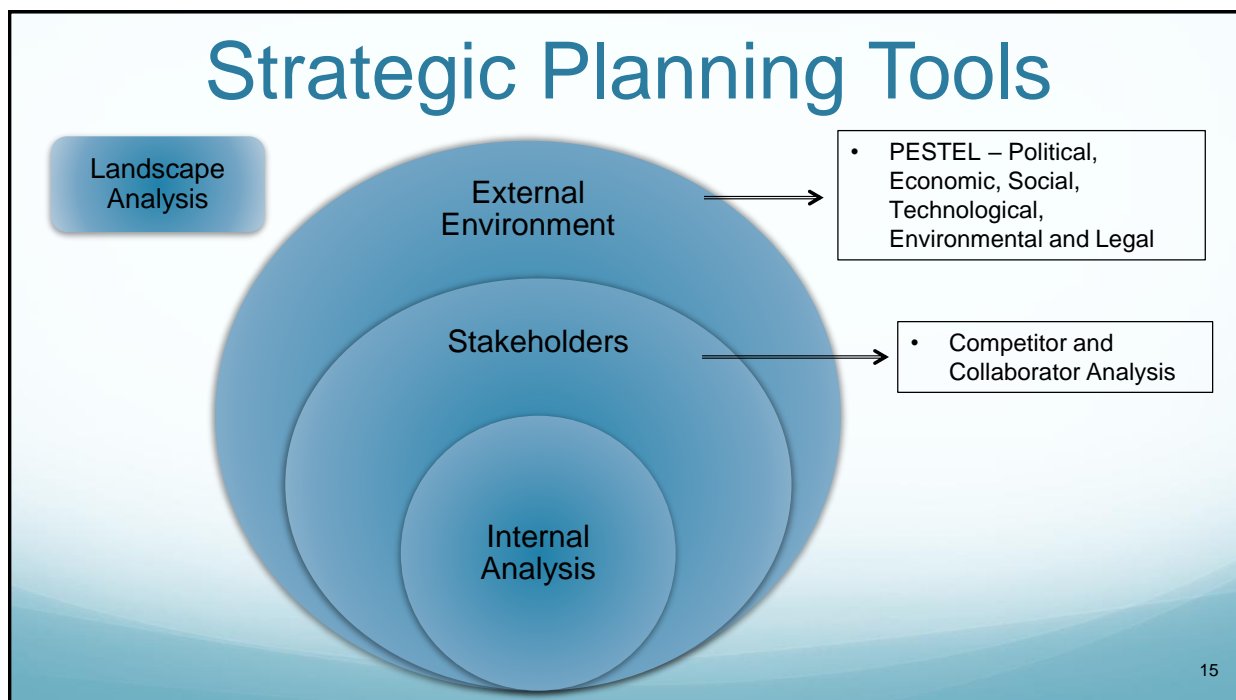 Strategic Planning Tools
Landscape
Analysis
External
Environment
• PESTEL – Political,
Economic, Social,
Technological,
Environmental and Legal
Stakeholders
• Competitor and
Collaborator Analysis
Internal
Analysis
15